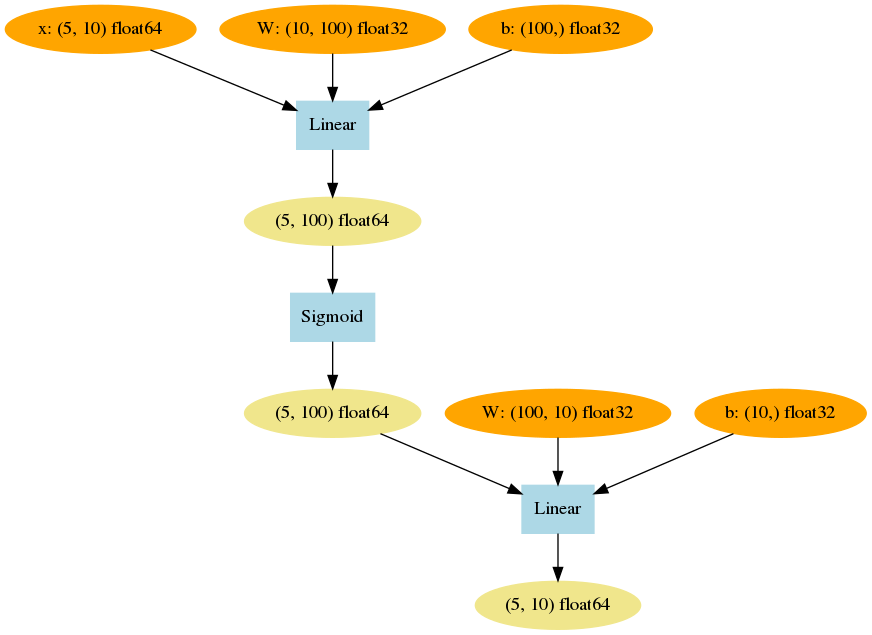 x: (5, 10) float64
W: (10, 100) float32
b: (100,) float32
Linear
(5, 100) float64
Sigmoid
(5, 100) float64
W: (100, 10) float32
b: (10,) float32
Linear
(5, 10) float64